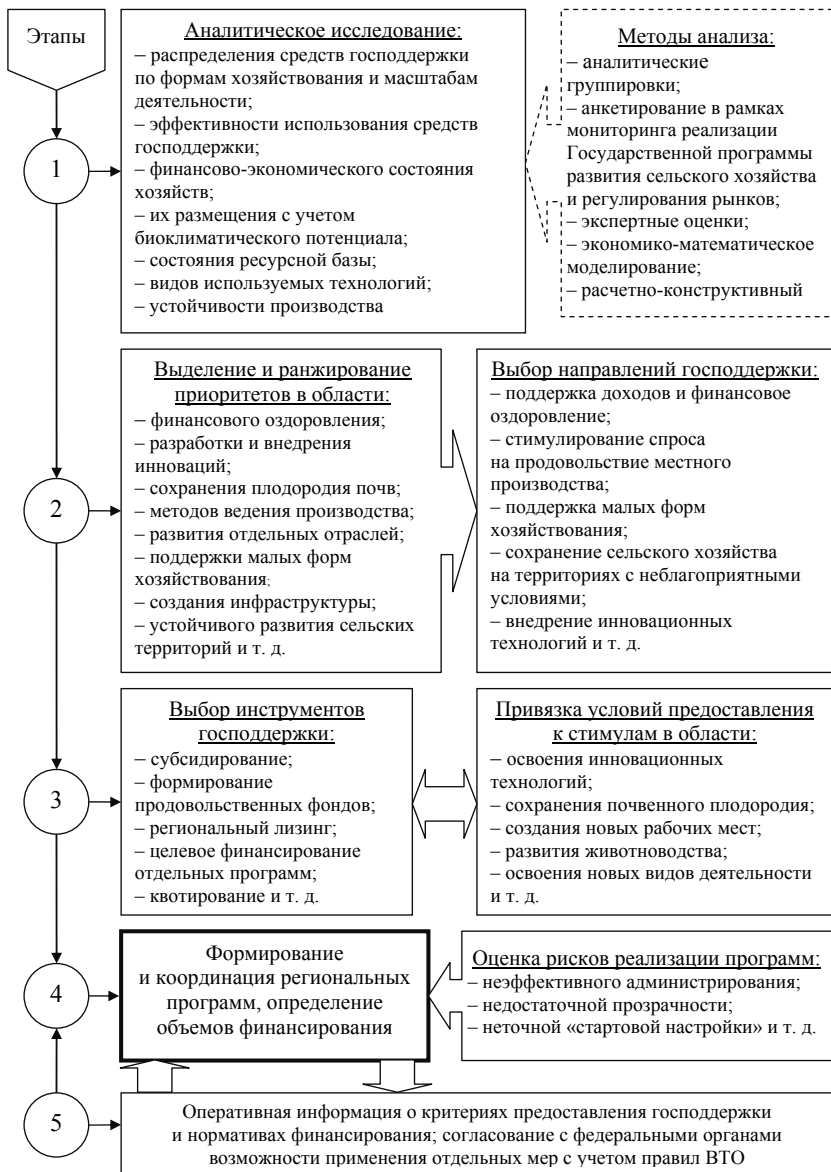 Этапы
Аналитическое исследование:
– распределения средств господдержки
по формам хозяйствования и масштабам
деятельности;
– эффективности использования средств
господдержки;
– финансово-экономического состояния
хозяйств;
– их размещения с учетом
биоклиматического потенциала;
– состояния ресурсной базы;
– видов используемых технологий;
– устойчивости производства
Методы анализа:
– аналитические
группировки;
– анкетирование в рамках
мониторинга реализации
Государственной программы
развития сельского хозяйства
и регулирования рынков;
– экспертные оценки;
– экономико-математическое
моделирование;
– расчетно-конструктивный
1
Выделение и ранжирование
приоритетов в области:
– финансового оздоровления;
– разработки и внедрения
инноваций;
– сохранения плодородия почв;
– методов ведения производства;
– развития отдельных отраслей;
– поддержки малых форм
хозяйствования;
– создания инфраструктуры;
– устойчивого развития сельских
территорий и т. д.
Выбор направлений господдержки:
– поддержка доходов и финансовое
оздоровление;
– стимулирование спроса
на продовольствие местного
производства;
– поддержка малых форм
хозяйствования;
– сохранение сельского хозяйства
на территориях с неблагоприятными
условиями;
– внедрение инновационных
технологий и т. д.
2
Выбор инструментов
господдержки:
– субсидирование;
– формирование
продовольственных фондов;
– региональный лизинг;
– целевое финансирование
отдельных программ;
– квотирование и т. д.
Привязка условий предоставления
к стимулам в области:
– освоения инновационных
технологий;
– сохранения почвенного плодородия;
– создания новых рабочих мест;
– развития животноводства;
– освоения новых видов деятельности
и т. д.
3
Формирование
и координация региональных
программ, определение
объемов финансирования
Оценка рисков реализации программ:
– неэффективного администрирования;
– недостаточной прозрачности;
– неточной «стартовой настройки» и т. д.
4
5
Оперативная информация о критериях предоставления господдержки
и нормативах финансирования; согласование с федеральными органами
возможности применения отдельных мер с учетом правил ВТО